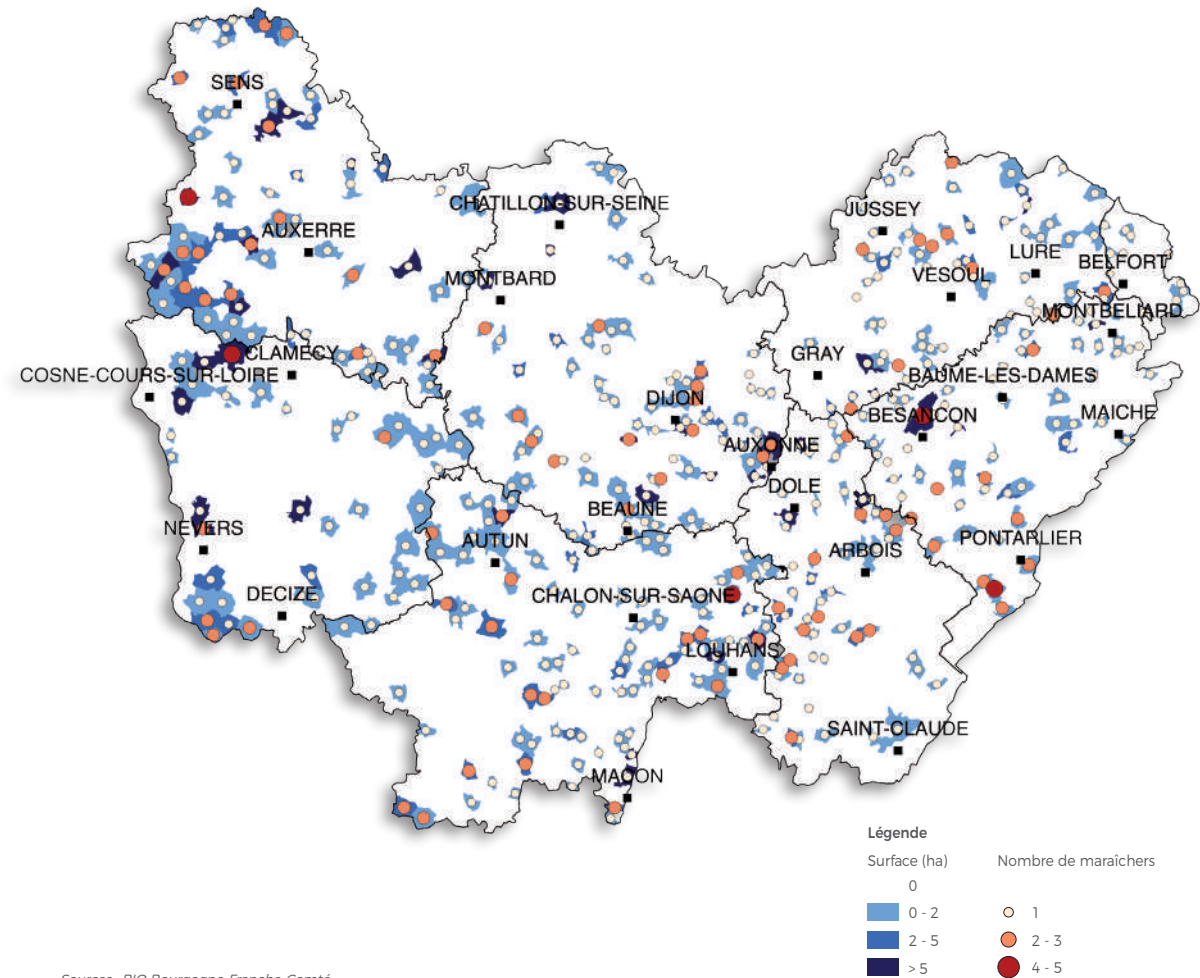 SENS
CHATILLON-SUR-SEINE
JUSSEY
AUXERRE
LURE
BELFORT
MONTBARD
VESOUL
MONTBELIARD
CLAMECY
GRAY
COSNE-COURS-SUR-LOIRE
BAUME-LES-DAMES
DIJON
BESANCON
MAICHE
AUXONNE
DOLE
BEAUNE
NEVERS
AUTUN
ARBOIS
PONTARLIER
DECIZE
CHALON-SUR-SAONE
LOUHANS
SAINT-CLAUDE
MACON
Légende
Surface (ha)
Nombre de maraîchers
0
0 - 2
1
2 - 5
2 - 3
> 5
4 - 5